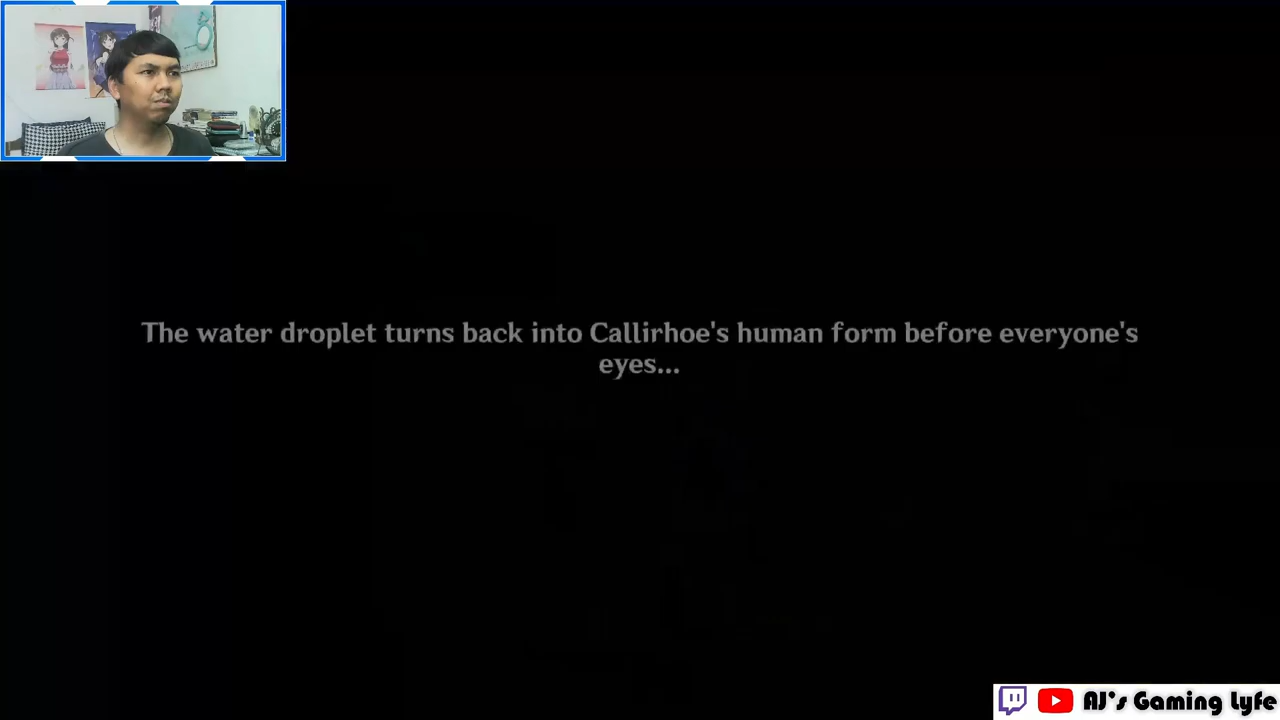 The water droplet turns back into Callirhoe's human form before everyone's
eyes...
AJ's Gaming Lyfe